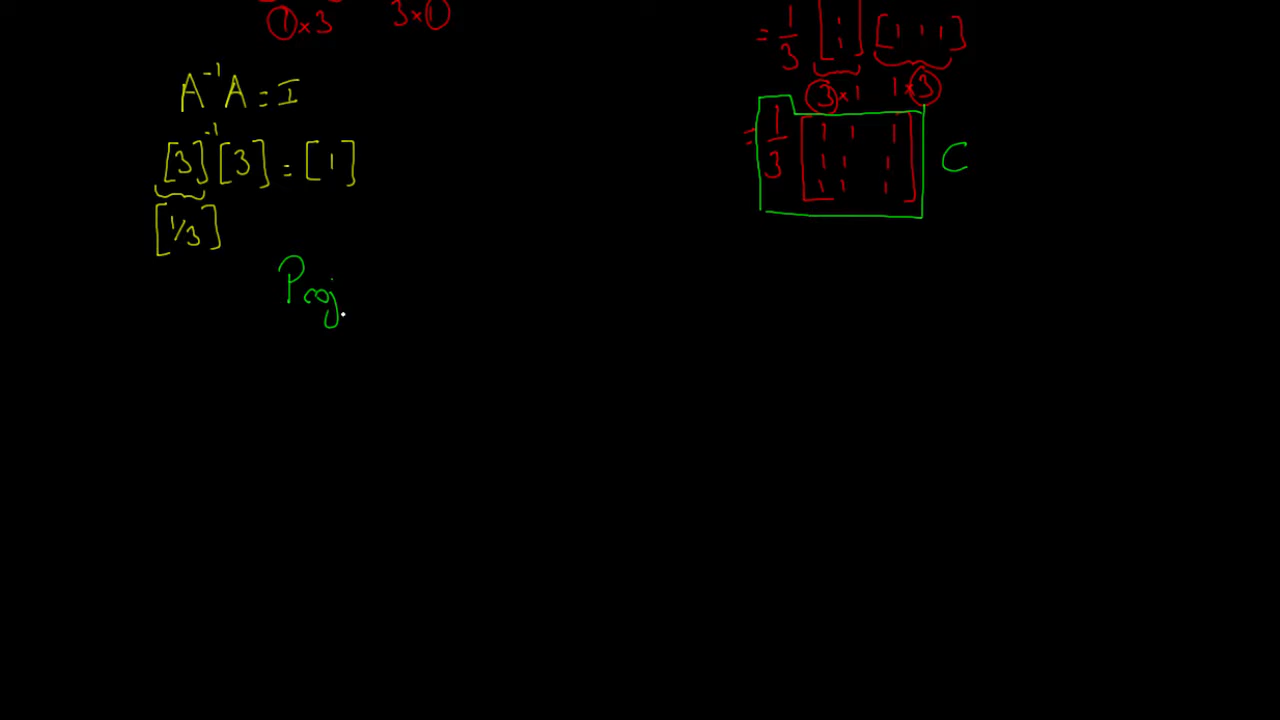 ①×3 3×①
A⁻¹A = I
[3]⁻¹[3] = [1]
[1/3]
Proj
= 1/3 [1 1] [1 1 1]
③×1 1×③
= 1/3 [1 1 1
1 1 1
1 1 1] C